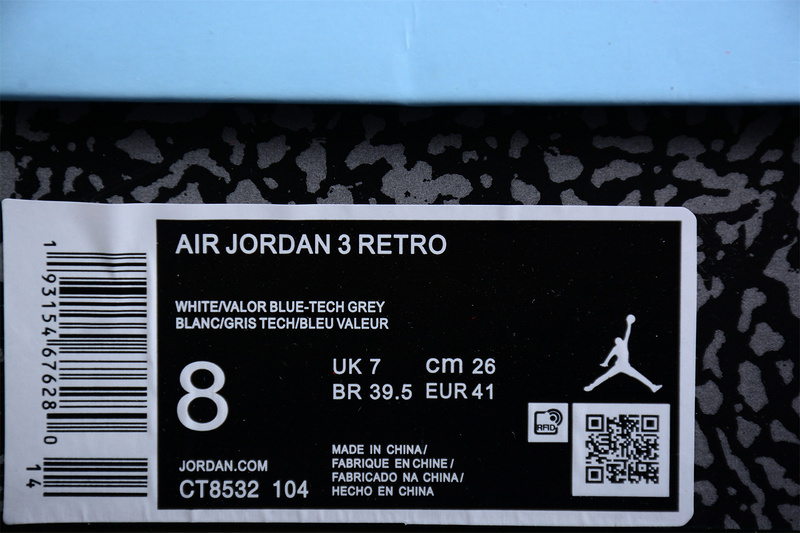 AIR JORDAN 3 RETRO
WHITE/VALOR BLUE-TECH GREY
BLANC/GRIS TECH/BLEU VALEUR
8
UK 7 cm 26
BR 39.5 EUR 41
JORDAN.COM
CT8532 104
MADE IN CHINA/
FABRIQUE EN CHINE/
FABRICADO NA CHINA/
HECHO EN CHINA
RFID
1 93154 67628 0
14